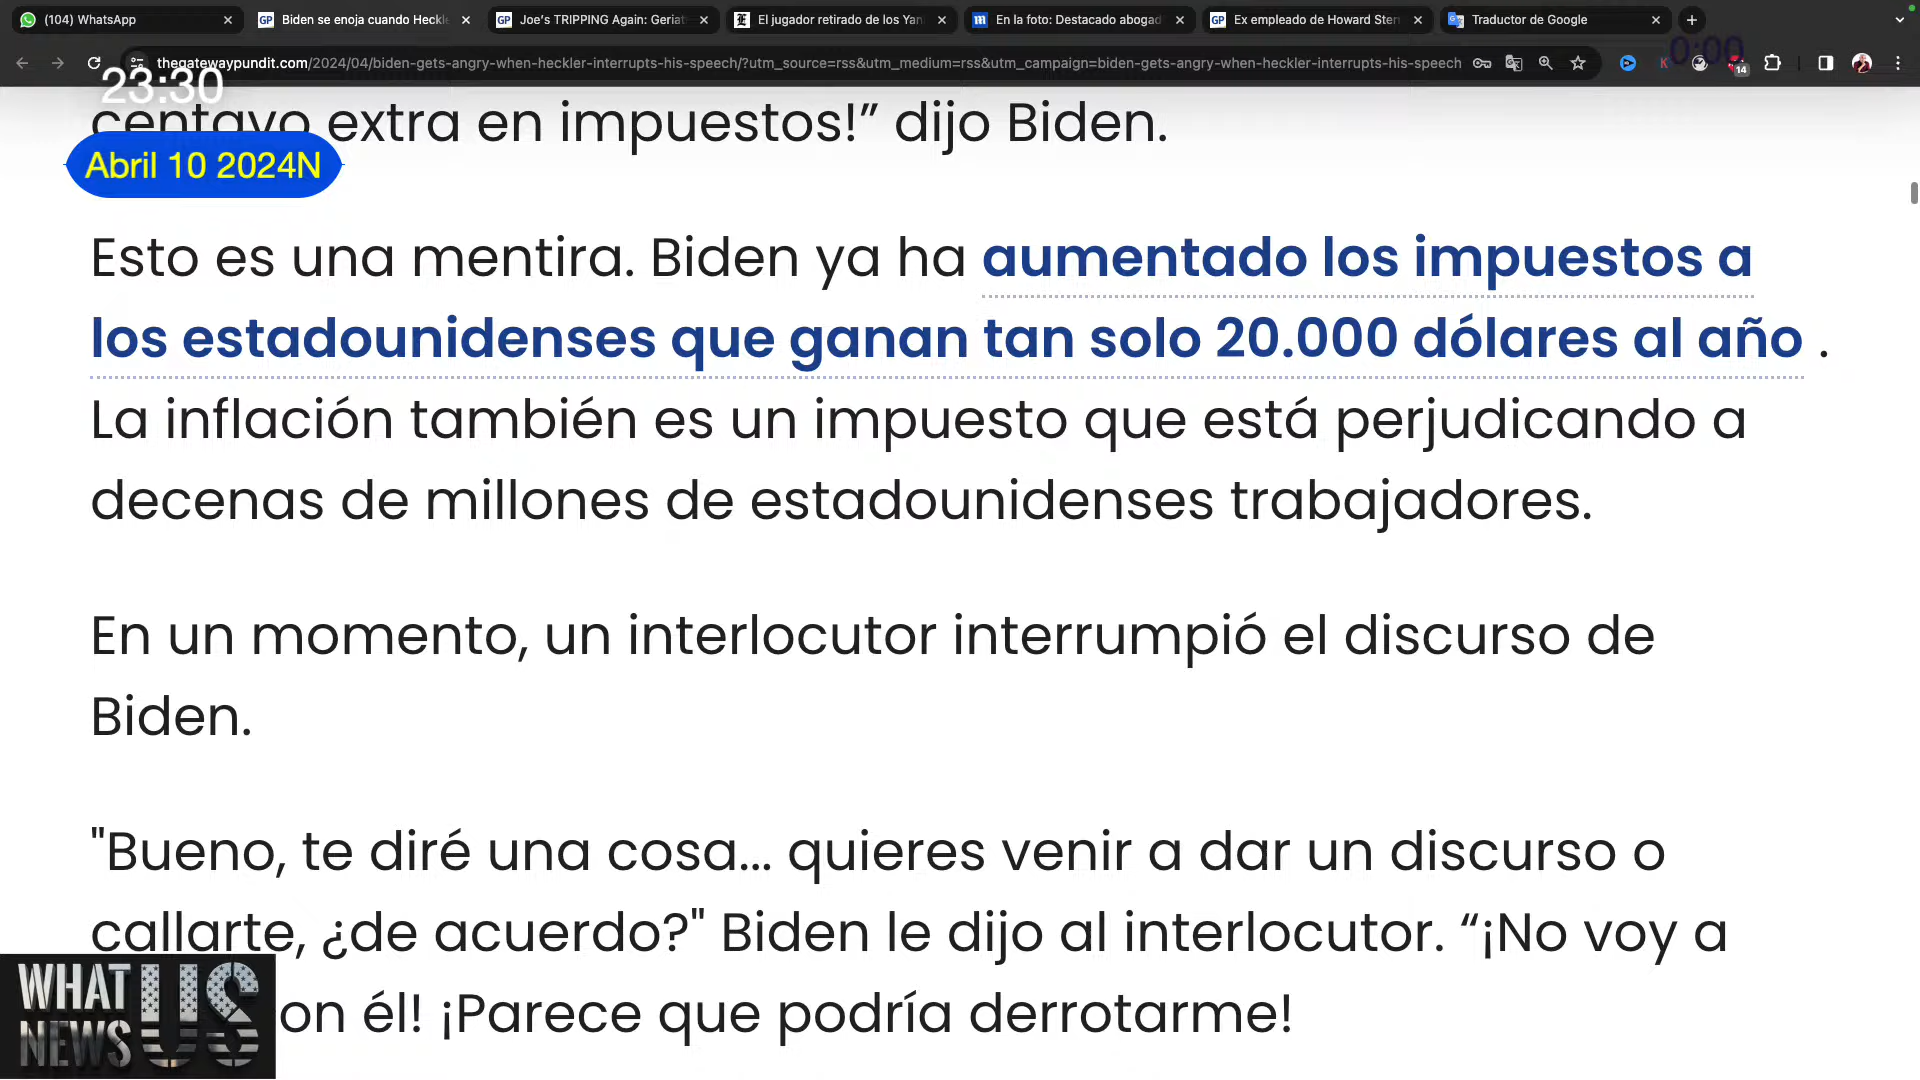 (104) WhatsApp
Biden se enoja cuando Heckle
Joe's TRIPPING Again: Geriat
El jugador retirado de los Yan
En la foto: Destacado abogad
Ex empleado de Howard Ster
Traductor de Google
thegatewaypundit.com/2024/04/biden-gets-angry-when-heckler-interrupts-his-speech/?utm_source=rss&utm_medium=rss&utm_campaign=biden-gets-angry-when-heckler-interrupts-his-speech
14
0:00
23:30
centavo extra en impuestos!” dijo Biden.
Abril 10 2024N
Esto es una mentira. Biden ya ha aumentado los impuestos a
los estadounidenses que ganan tan solo 20.000 dólares al año .
La inflación también es un impuesto que está perjudicando a
decenas de millones de estadounidenses trabajadores.
En un momento, un interlocutor interrumpió el discurso de
Biden.
"Bueno, te diré una cosa... quieres venir a dar un discurso o
callarte, ¿de acuerdo?" Biden le dijo al interlocutor. “¡No voy a
on él! ¡Parece que podría derrotarme!
WHAT
NEWS
US